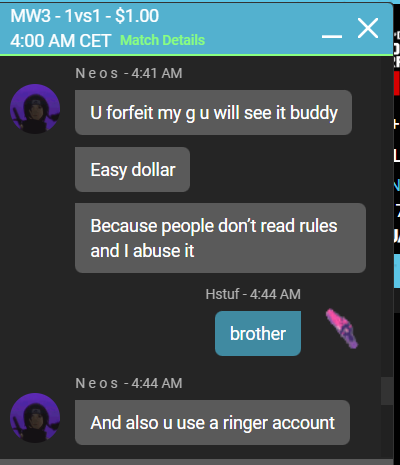 MW3 - 1vs1 - $1.00
4:00 AM CET Match Details
N e o s - 4:41 AM
U forfeit my g u will see it buddy
Easy dollar
Because people don’t read rules
and I abuse it
Hstuf - 4:44 AM
brother
N e o s - 4:44 AM
And also u use a ringer account